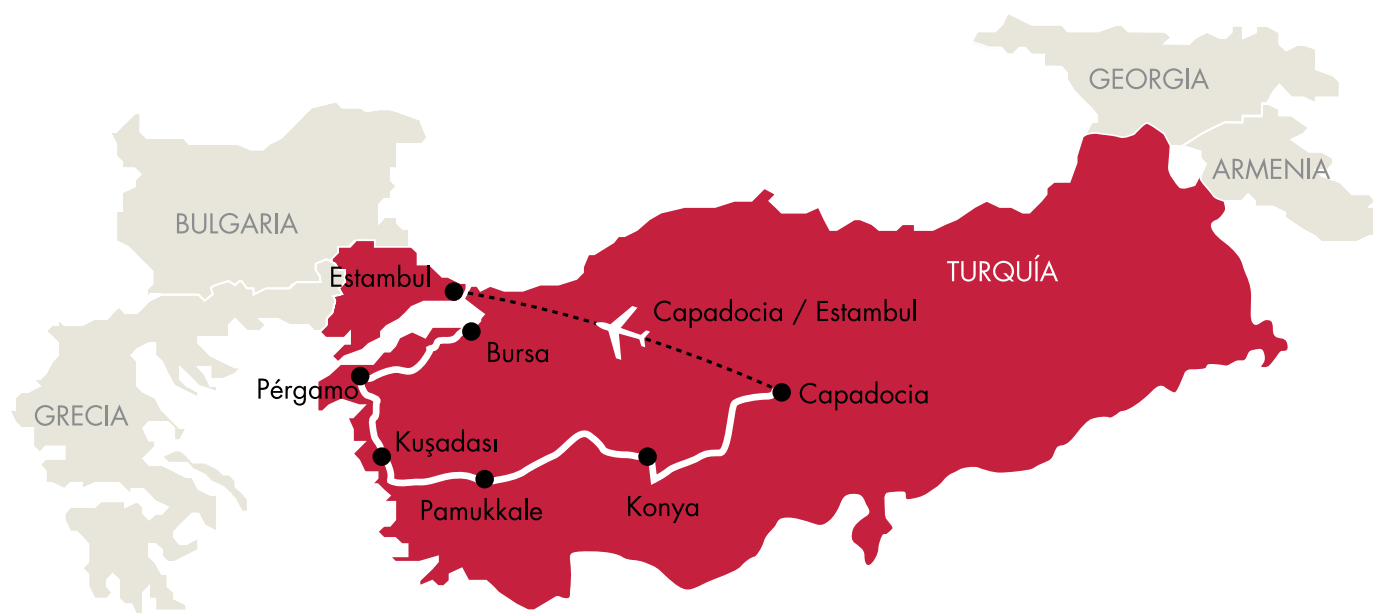 GEORGIA
ARMENIA
BULGARIA
TURQUÍA
Estambul
Capadocia / Estambul
Bursa
Pérgamo
Capadocia
GRECIA
Kuşadası
Pamukkale
Konya